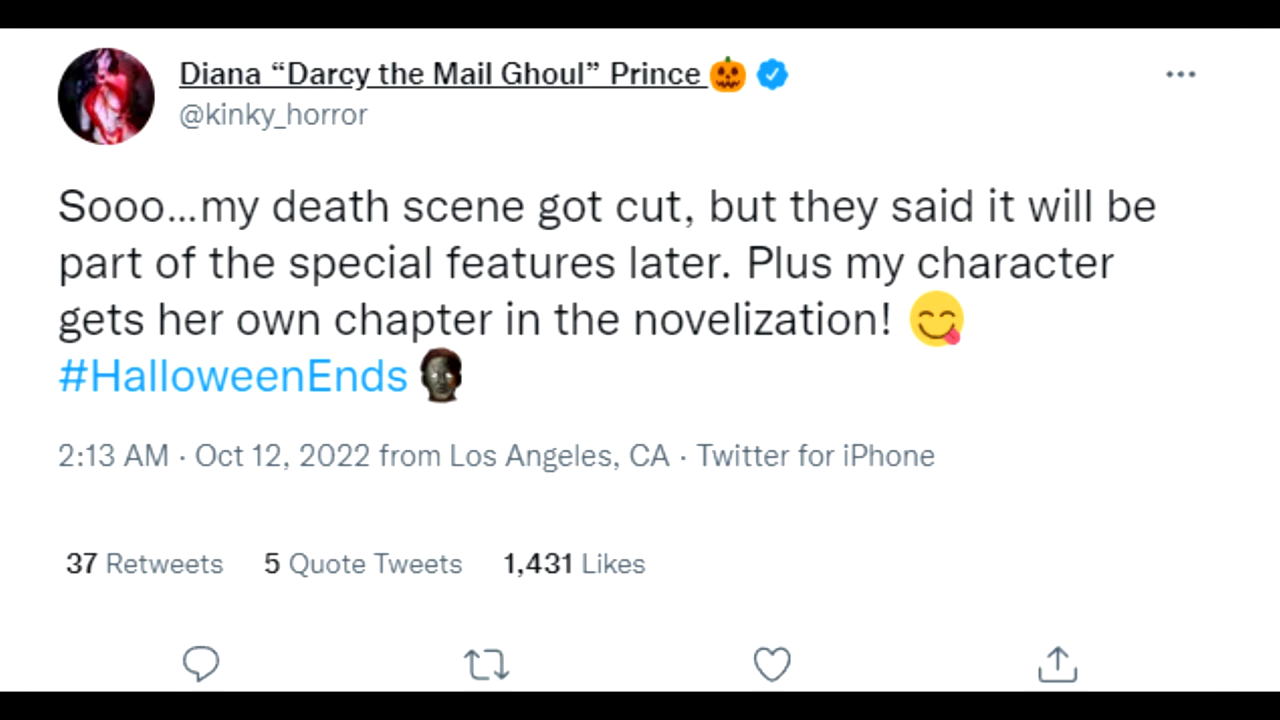 Diana “Darcy the Mail Ghoul” Prince 🎃
@kinky_horror
Sooo...my death scene got cut, but they said it will be
part of the special features later. Plus my character
gets her own chapter in the novelization! 😋
#HalloweenEnds
2:13 AM · Oct 12, 2022 from Los Angeles, CA · Twitter for iPhone
37 Retweets 5 Quote Tweets 1,431 Likes